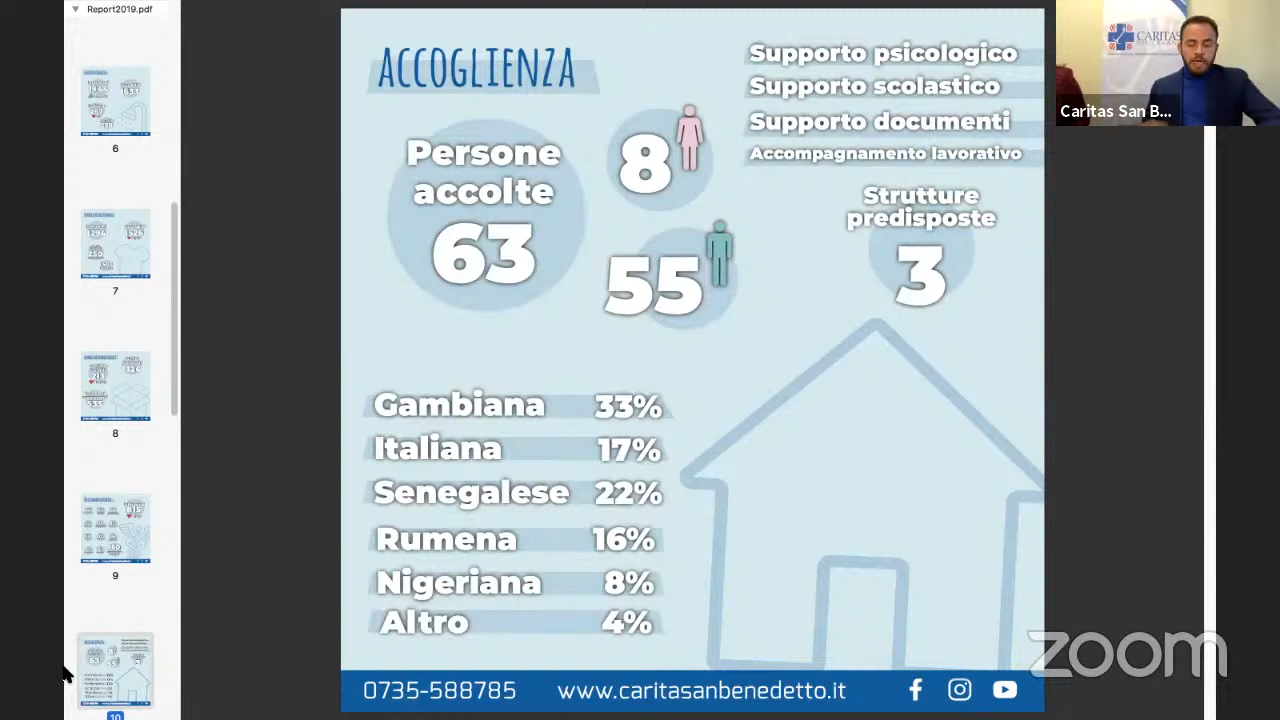 Report2019.pdf
6
7
8
9
10
ACCOGLIENZA
Persone
accolte
63
8
55
Supporto psicologico
Supporto scolastico
Supporto documenti
Accompagnamento lavorativo
Strutture
predisposte
3
Gambiana 33%
Italiana 17%
Senegalese 22%
Rumena 16%
Nigeriana 8%
Altro 4%
0735-588785 www.caritasanbenedetto.it
CARITAS
Caritas San B...
zoom